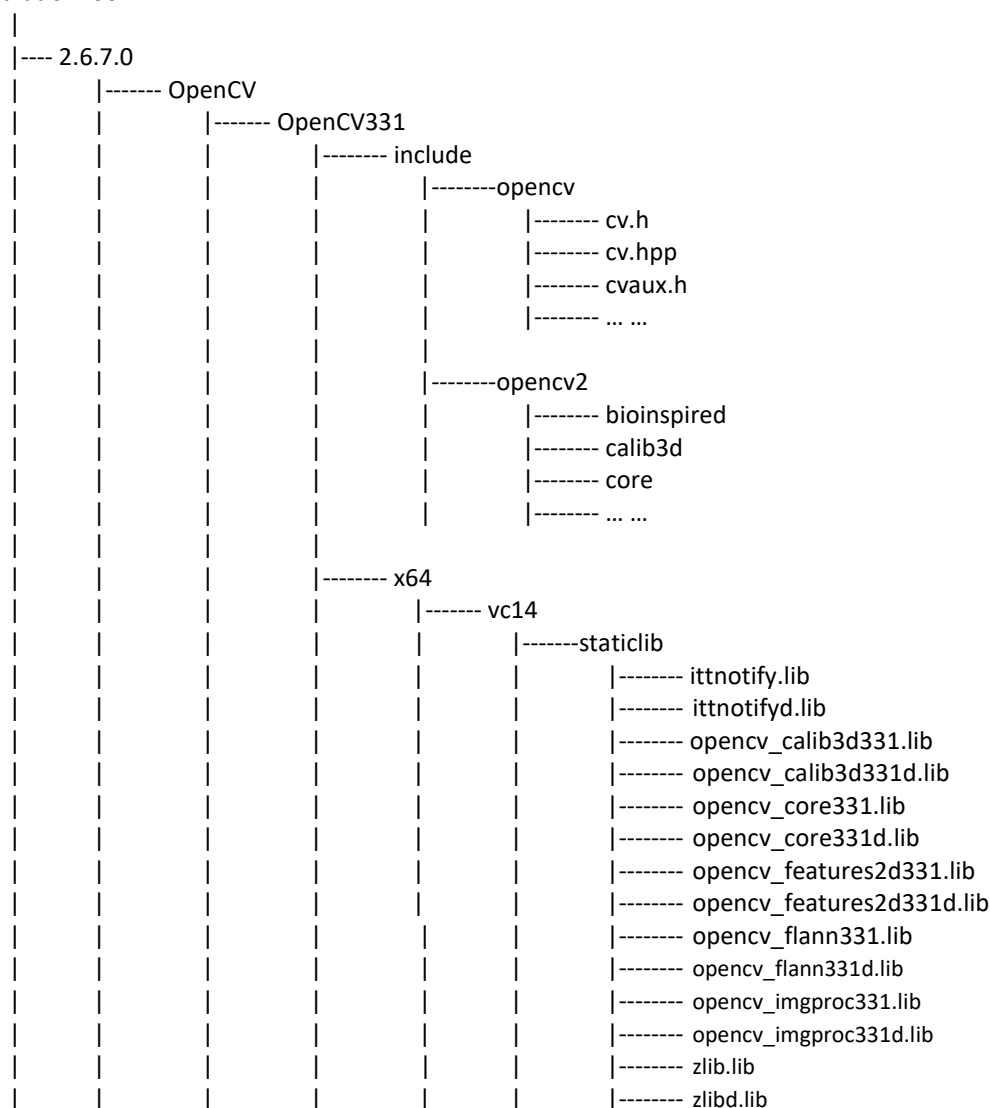 |
|---- 2.6.7.0
| |------- OpenCV
| | |------- OpenCV331
| | | |-------- include
| | | | |--------opencv
| | | | | |-------- cv.h
| | | | | |-------- cv.hpp
| | | | | |-------- cvaux.h
| | | | | |-------- ... ...
| | | | |
| | | | |--------opencv2
| | | | | |-------- bioinspired
| | | | | |-------- calib3d
| | | | | |-------- core
| | | | | |-------- ... ...
| | | |
| | | |-------- x64
| | | | |------- vc14
| | | | | |-------staticlib
| | | | | | |-------- ittnotify.lib
| | | | | | |-------- ittnotifyd.lib
| | | | | | |-------- opencv_calib3d331.lib
| | | | | | |-------- opencv_calib3d331d.lib
| | | | | | |-------- opencv_core331.lib
| | | | | | |-------- opencv_core331d.lib
| | | | | | |-------- opencv_features2d331.lib
| | | | | | |-------- opencv_features2d331d.lib
| | | | | | |-------- opencv_flann331.lib
| | | | | | |-------- opencv_flann331d.lib
| | | | | | |-------- opencv_imgproc331.lib
| | | | | | |-------- opencv_imgproc331d.lib
| | | | | | |-------- zlib.lib
| | | | | | |-------- zlibd.lib